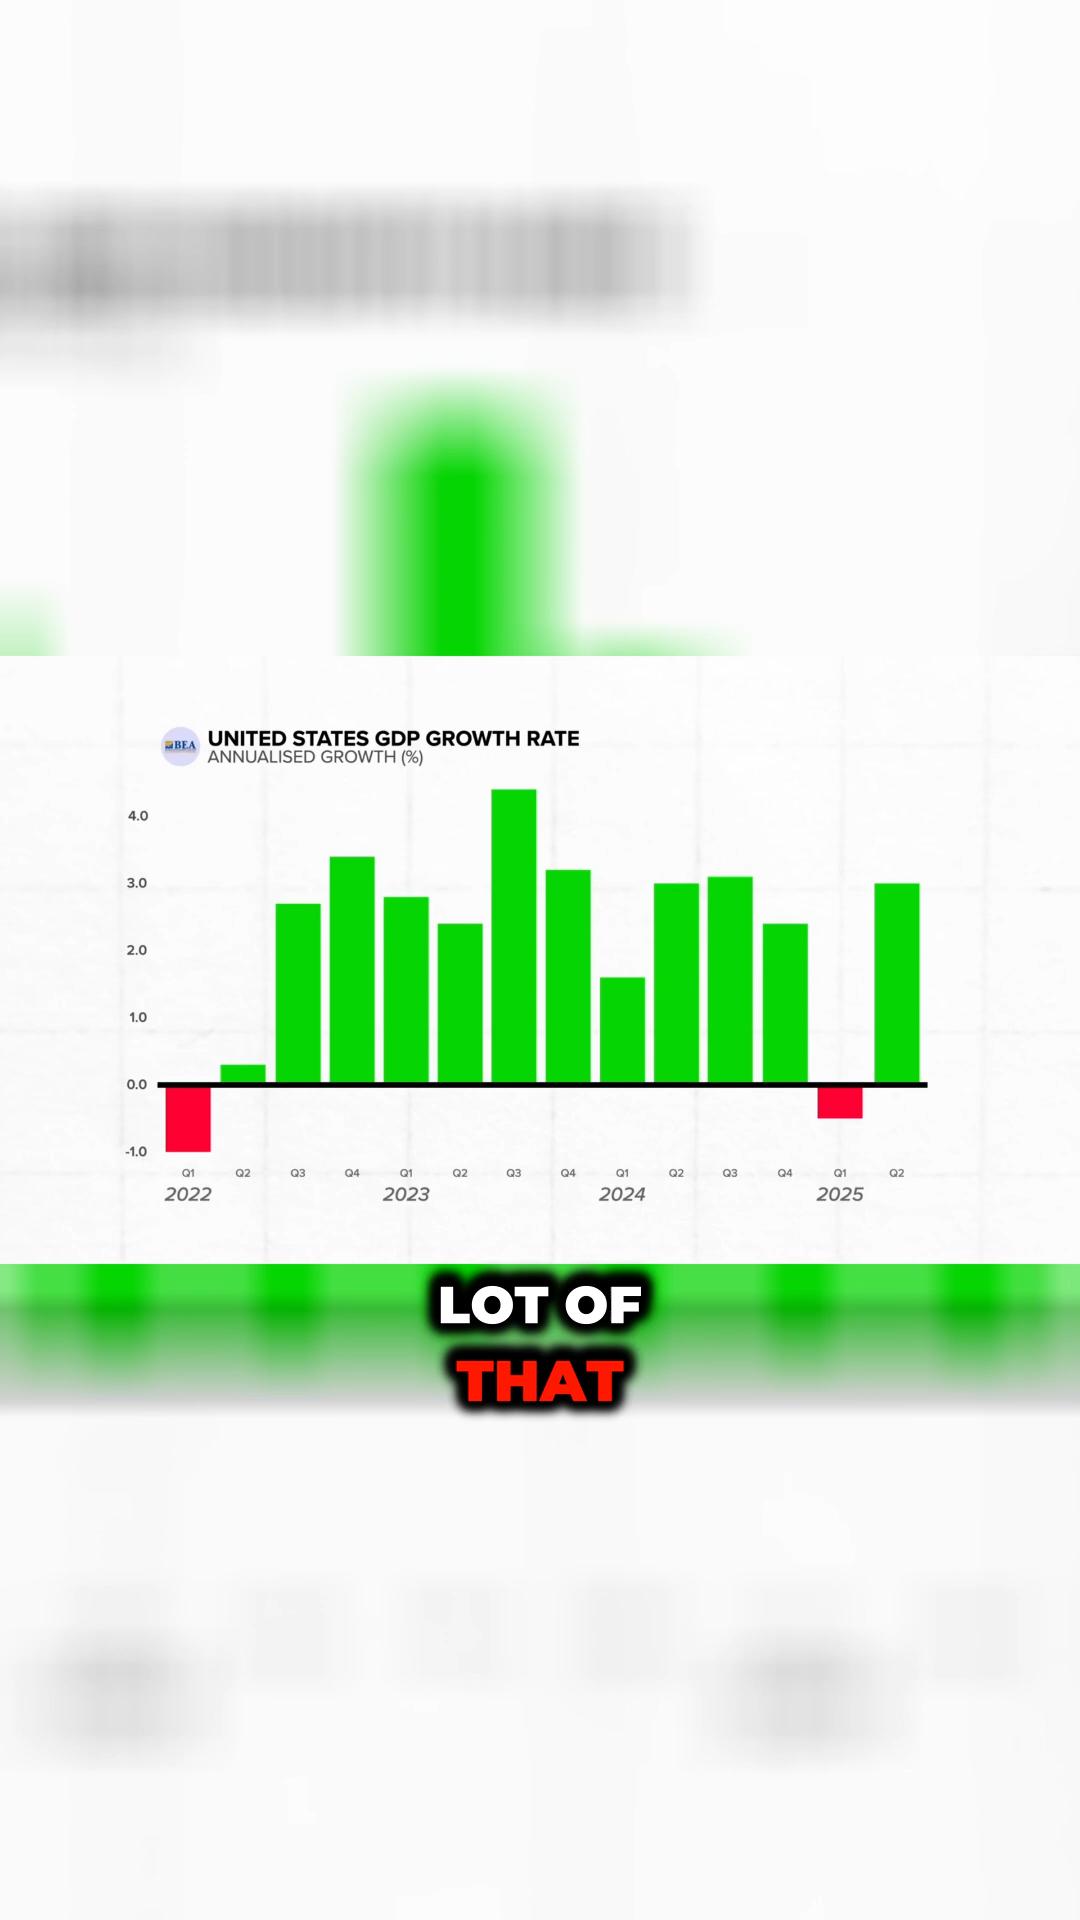 BEA
UNITED STATES GDP GROWTH RATE
ANNUALISED GROWTH (%)
4.0
3.0
2.0
1.0
0.0
-1.0
Q1 Q2 Q3 Q4 Q1 Q2 Q3 Q4 Q1 Q2 Q3 Q4 Q1 Q2
2022 2023 2024 2025
LOT OF
THAT